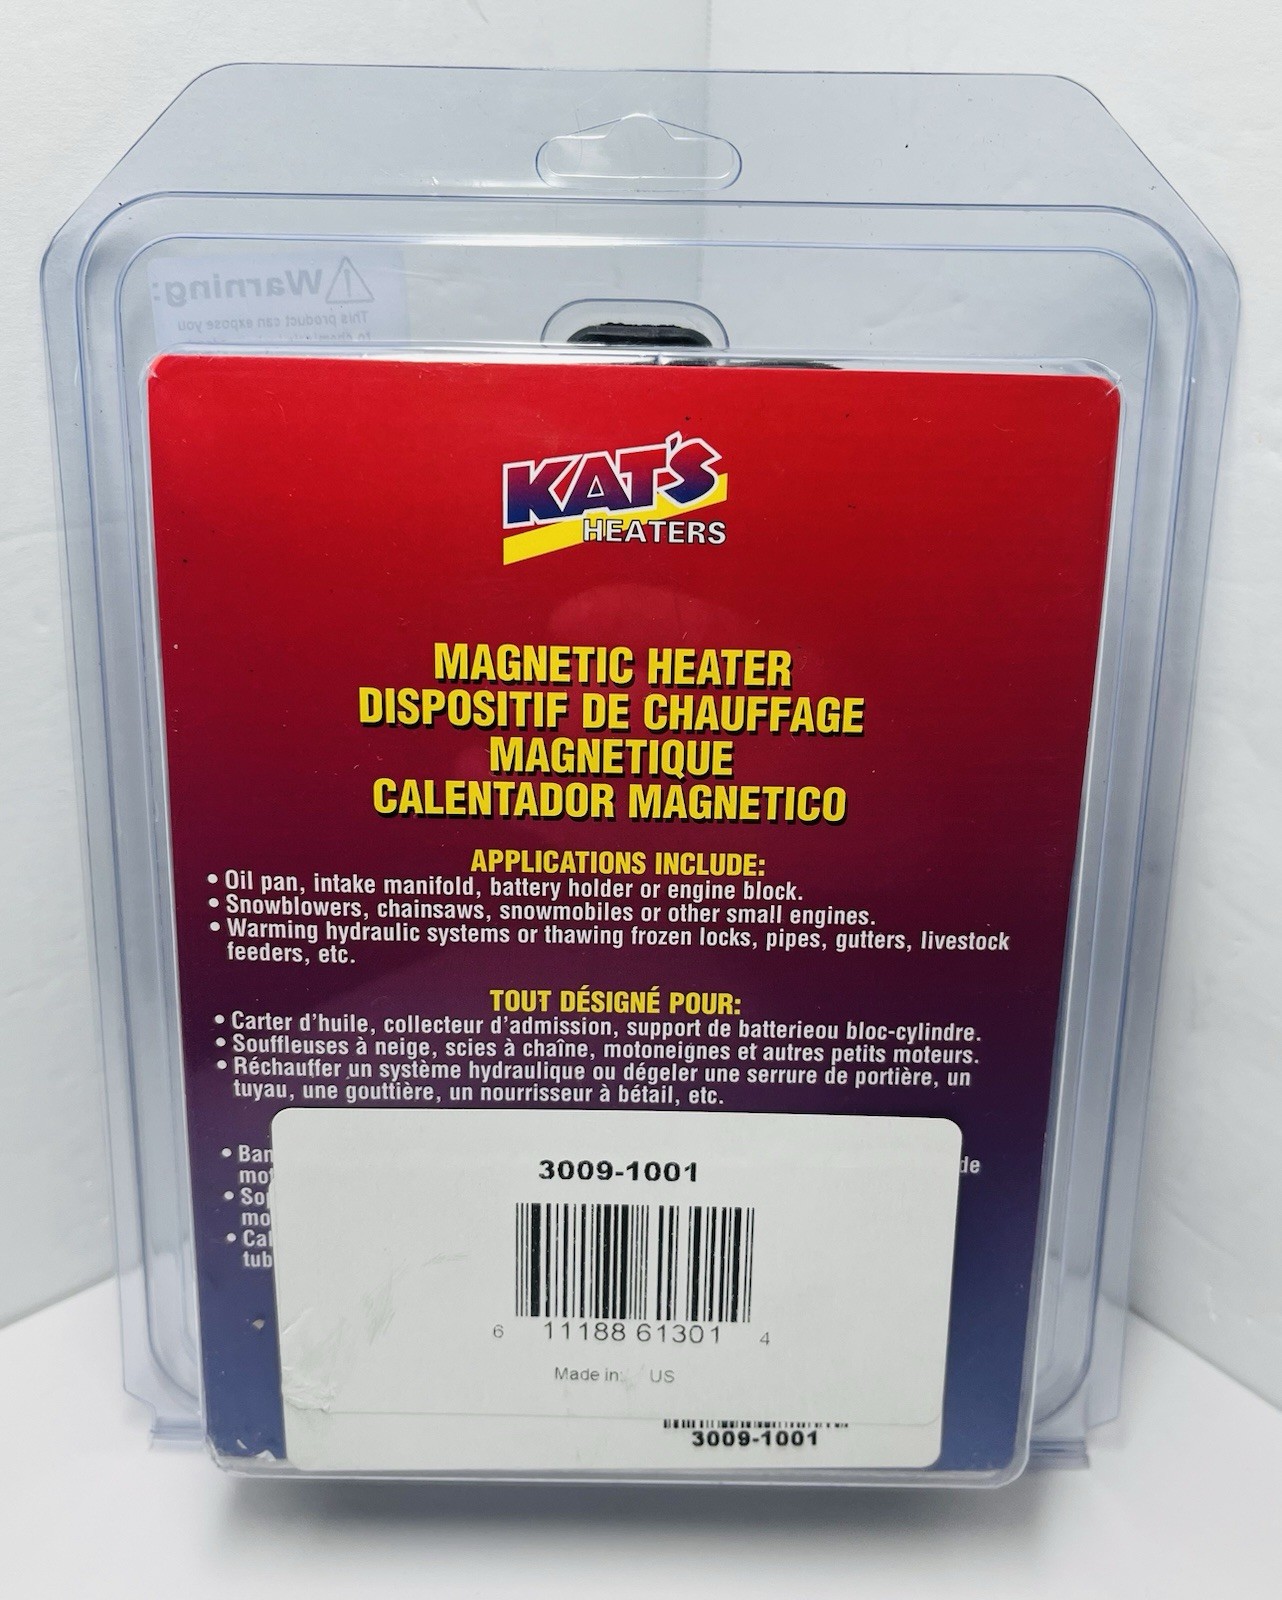 ⚠Warning:
This product can expose you
KAT'S
HEATERS
MAGNETIC HEATER
DISPOSITIF DE CHAUFFAGE
MAGNETIQUE
CALENTADOR MAGNETICO
APPLICATIONS INCLUDE:
• Oil pan, intake manifold, battery holder or engine block.
• Snowblowers, chainsaws, snowmobiles or other small engines.
• Warming hydraulic systems or thawing frozen locks, pipes, gutters, livestock
feeders, etc.
TOUT DÉSIGNÉ POUR:
• Carter d'huile, collecteur d'admission, support de batterieou bloc-cylindre.
• Souffleuses à neige, scies à chaîne, motoneignes et autres petits moteurs.
• Réchauffer un système hydraulique ou dégeler une serrure de portière, un
tuyau, une gouttière, un nourrisseur à bétail, etc.
3009-1001
6 11188 61301 4
Made in: US
3009-1001